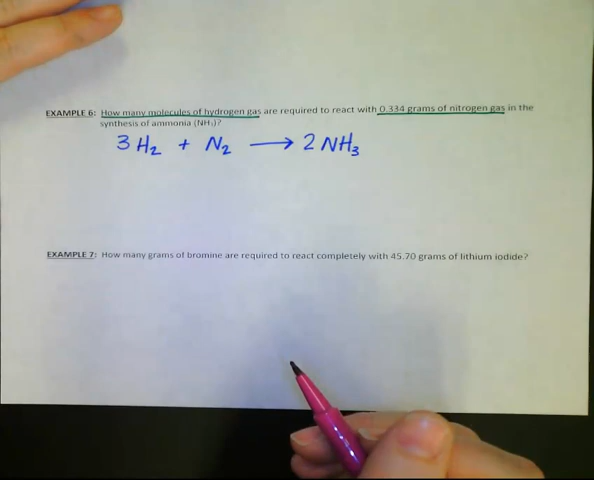 EXAMPLE 6: How many molecules of hydrogen gas are required to react with 0.334 grams of nitrogen gas in the
synthesis of ammonia (NH₃)?
3 H₂ + N₂ → 2 NH₃
EXAMPLE 7: How many grams of bromine are required to react completely with 45.70 grams of lithium iodide?